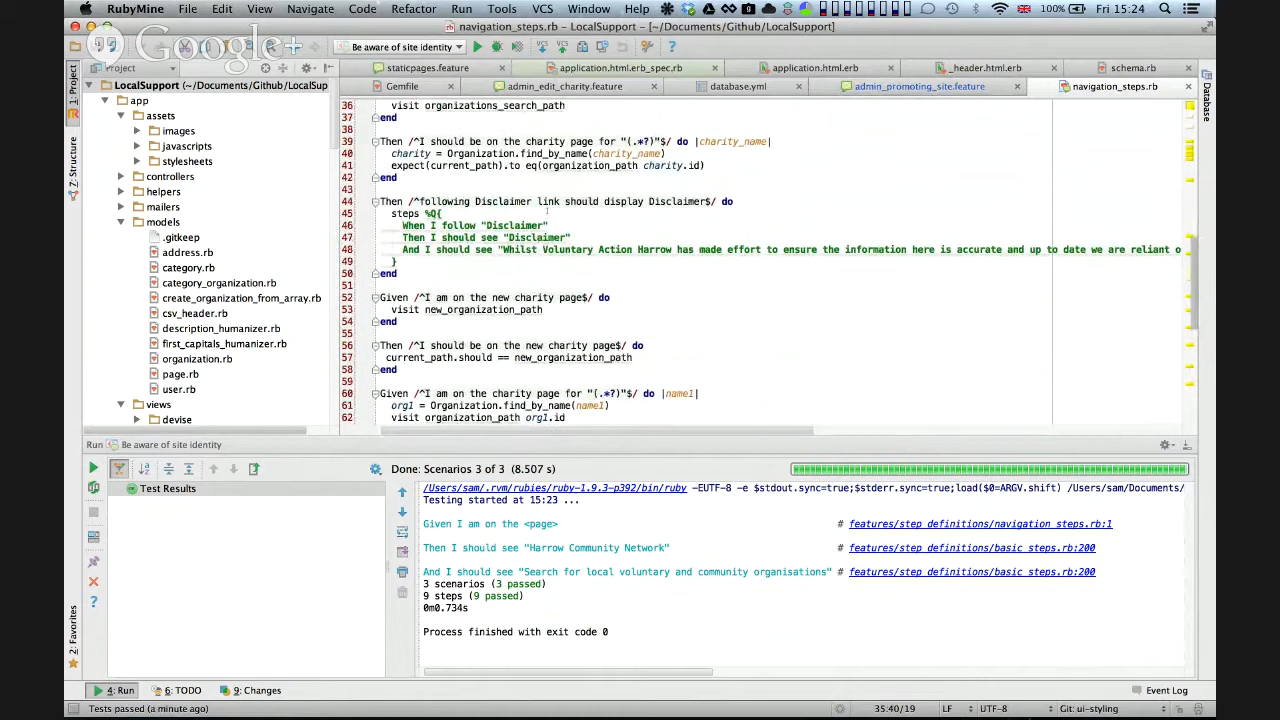 RubyMine File Edit View Navigate Code Refactor Run Tools VCS Window Help 100% Fri 15:24
navigation_steps.rb - LocalSupport - [~/Documents/Github/LocalSupport]
Google+
Be aware of site identity
Project
staticpages.feature application.html.erb_spec.rb application.html.erb _header.html.erb schema.rb
Gemfile admin_edit_charity.feature database.yml admin_promoting_site.feature navigation_steps.rb
1: Project
7: Structure
2: Favorites
Database
LocalSupport (~/Documents/Github/LocalSup
app
assets
images
javascripts
stylesheets
controllers
helpers
mailers
models
.gitkeep
address.rb
category.rb
category_organization.rb
create_organization_from_array.rb
csv_header.rb
description_humanizer.rb
first_capitals_humanizer.rb
organization.rb
page.rb
user.rb
views
devise
36 visit organizations_search_path
37 end
38
39 Then /^I should be on the charity page for "(.*?)"$/ do |charity_name|
40 charity = Organization.find_by_name(charity_name)
41 expect(current_path).to eq(organization_path charity.id)
42 end
43
44 Then /^following Disclaimer link should display Disclaimer$/ do
45 steps %Q{
46 When I follow "Disclaimer"
47 Then I should see "Disclaimer"
48 And I should see "Whilst Voluntary Action Harrow has made effort to ensure the information here is accurate and up to date we are reliant o
49 }
50 end
51
52 Given /^I am on the new charity page$/ do
53 visit new_organization_path
54 end
55
56 Then /^I should be on the new charity page$/ do
57 current_path.should == new_organization_path
58 end
59
60 Given /^I am on the charity page for "(.*?)"$/ do |name1|
61 org1 = Organization.find_by_name(name1)
62 visit organization_path org1.id
Run Be aware of site identity
Done: Scenarios 3 of 3 (8.507 s)
Test Results
/Users/sam/.rvm/rubies/ruby-1.9.3-p392/bin/ruby -EUTF-8 -e $stdout.sync=true;$stderr.sync=true;load($0=ARGV.shift) /Users/sam/Documents/
Testing started at 15:23 ...
Given I am on the <page> # features/step_definitions/navigation_steps.rb:1
Then I should see "Harrow Community Network" # features/step_definitions/basic_steps.rb:200
And I should see "Search for local voluntary and community organisations" # features/step_definitions/basic_steps.rb:200
3 scenarios (3 passed)
9 steps (9 passed)
0m0.734s
Process finished with exit code 0
4: Run 6: TODO 9: Changes Event Log
Tests passed (a minute ago) 35:40/19 LF UTF-8 Git: ui-styling